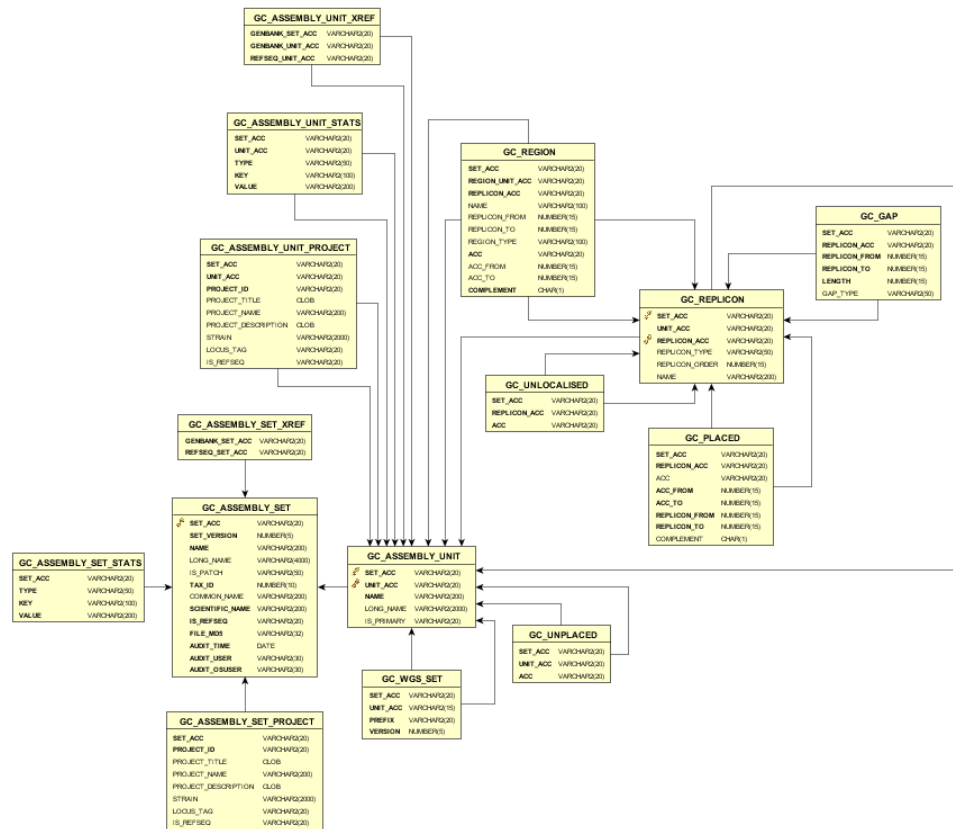 GC_ASSEMBLY_UNIT_XREF
GENBANK_SET_ACC VARCHAR2(20)
GENBANK_UNIT_ACC VARCHAR2(20)
REFSEQ_UNIT_ACC VARCHAR2(20)
GC_ASSEMBLY_UNIT_STATS
SET_ACC VARCHAR2(20)
UNIT_ACC VARCHAR2(20)
TYPE VARCHAR2(50)
KEY VARCHAR2(100)
VALUE VARCHAR2(200)
GC_REGION
SET_ACC VARCHAR2(20)
REGION_UNIT_ACC VARCHAR2(20)
REPLICON_ACC VARCHAR2(20)
NAME VARCHAR2(100)
REPLICON_FROM NUMBER(15)
REPLICON_TO NUMBER(15)
REGION_TYPE VARCHAR2(100)
ACC VARCHAR2(20)
ACC_FROM NUMBER(15)
ACC_TO NUMBER(15)
COMPLEMENT CHAR(1)
GC_GAP
SET_ACC VARCHAR2(20)
REPLICON_ACC VARCHAR2(20)
REPLICON_FROM NUMBER(15)
REPLICON_TO NUMBER(15)
LENGTH NUMBER(15)
GAP_TYPE VARCHAR2(50)
GC_ASSEMBLY_UNIT_PROJECT
SET_ACC VARCHAR2(20)
UNIT_ACC VARCHAR2(20)
PROJECT_ID VARCHAR2(20)
PROJECT_TITLE CLOB
PROJECT_NAME VARCHAR2(200)
PROJECT_DESCRIPTION CLOB
STRAIN VARCHAR2(2000)
LOCUS_TAG VARCHAR2(20)
IS_REFSEQ VARCHAR2(20)
GC_REPLICON
SET_ACC VARCHAR2(20)
UNIT_ACC VARCHAR2(20)
REPLICON_ACC VARCHAR2(20)
REPLICON_TYPE VARCHAR2(50)
REPLICON_ORDER NUMBER(15)
NAME VARCHAR2(200)
GC_UNLOCALISED
SET_ACC VARCHAR2(20)
REPLICON_ACC VARCHAR2(20)
ACC VARCHAR2(20)
GC_PLACED
SET_ACC VARCHAR2(20)
REPLICON_ACC VARCHAR2(20)
ACC VARCHAR2(20)
ACC_FROM NUMBER(15)
ACC_TO NUMBER(15)
REPLICON_FROM NUMBER(15)
REPLICON_TO NUMBER(15)
COMPLEMENT CHAR(1)
GC_ASSEMBLY_SET_XREF
GENBANK_SET_ACC VARCHAR2(20)
REFSEQ_SET_ACC VARCHAR2(20)
GC_ASSEMBLY_SET
SET_ACC VARCHAR2(20)
SET_VERSION NUMBER(5)
NAME VARCHAR2(200)
LONG_NAME VARCHAR2(4000)
IS_PATCH VARCHAR2(50)
TAX_ID NUMBER(10)
COMMON_NAME VARCHAR2(200)
SCIENTIFIC_NAME VARCHAR2(200)
IS_REFSEQ VARCHAR2(20)
FILE_MD5 VARCHAR2(32)
AUDIT_TIME DATE
AUDIT_USER VARCHAR2(30)
AUDIT_OSUSER VARCHAR2(30)
GC_ASSEMBLY_SET_STATS
SET_ACC VARCHAR2(20)
TYPE VARCHAR2(50)
KEY VARCHAR2(100)
VALUE VARCHAR2(200)
GC_ASSEMBLY_UNIT
SET_ACC VARCHAR2(20)
UNIT_ACC VARCHAR2(20)
NAME VARCHAR2(200)
LONG_NAME VARCHAR2(2000)
IS_PRIMARY VARCHAR2(20)
GC_UNPLACED
SET_ACC VARCHAR2(20)
UNIT_ACC VARCHAR2(20)
ACC VARCHAR2(20)
GC_WGS_SET
SET_ACC VARCHAR2(20)
UNIT_ACC VARCHAR2(15)
PREFIX VARCHAR2(20)
VERSION NUMBER(5)
GC_ASSEMBLY_SET_PROJECT
SET_ACC VARCHAR2(20)
PROJECT_ID VARCHAR2(20)
PROJECT_TITLE CLOB
PROJECT_NAME VARCHAR2(200)
PROJECT_DESCRIPTION CLOB
STRAIN VARCHAR2(2000)
LOCUS_TAG VARCHAR2(20)
IS_REFSEQ VARCHAR2(20)